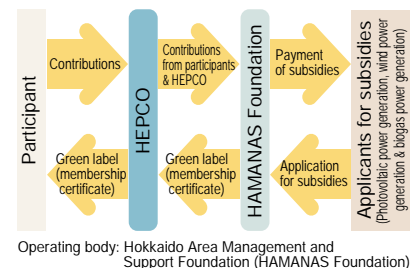 Participant
Contributions
Green label
(membership
certificate)
HEPCO
Contributions
from participants
& HEPCO
Green label
(membership
certificate)
HAMANAS Foundation
Payment
of subsidies
Application
for subsidies
Applicants for subsidies
(Photovoltaic power generation, wind power
generation & biogas power generation)
Operating body: Hokkaido Area Management and
Support Foundation (HAMANAS Foundation)